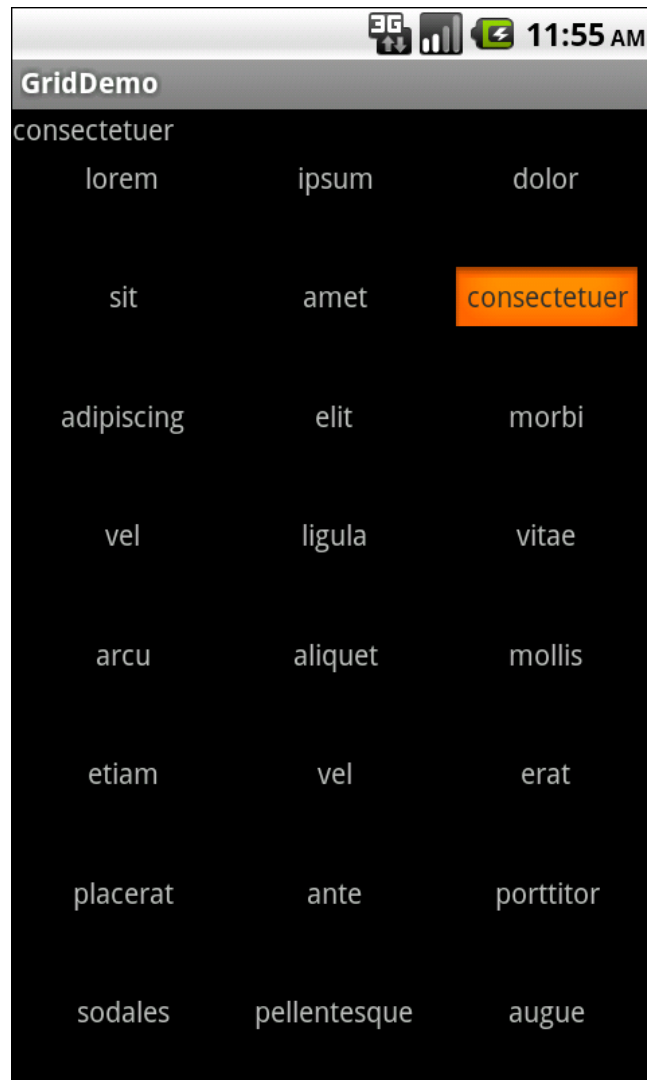 3G 11:55 AM
GridDemo
consectetuer
lorem ipsum dolor
sit amet consectetuer
adipiscing elit morbi
vel ligula vitae
arcu aliquet mollis
etiam vel erat
placerat ante porttitor
sodales pellentesque augue